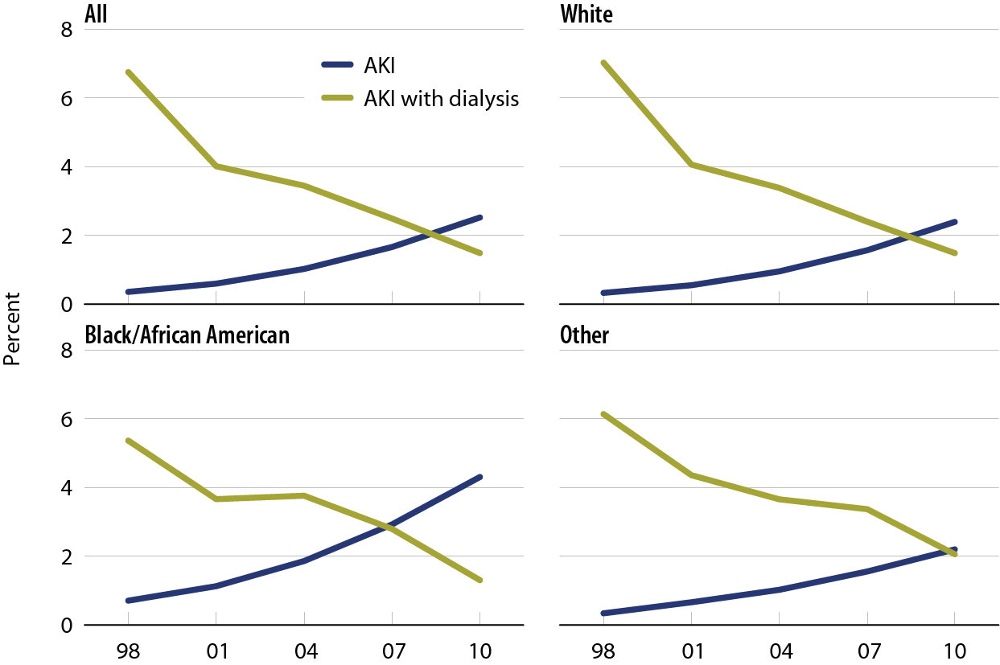 All
White
8
6
4
2
0
AKI
AKI with dialysis
Percent
Black/African American
Other
8
6
4
2
0
98 01 04 07 10
98 01 04 07 10